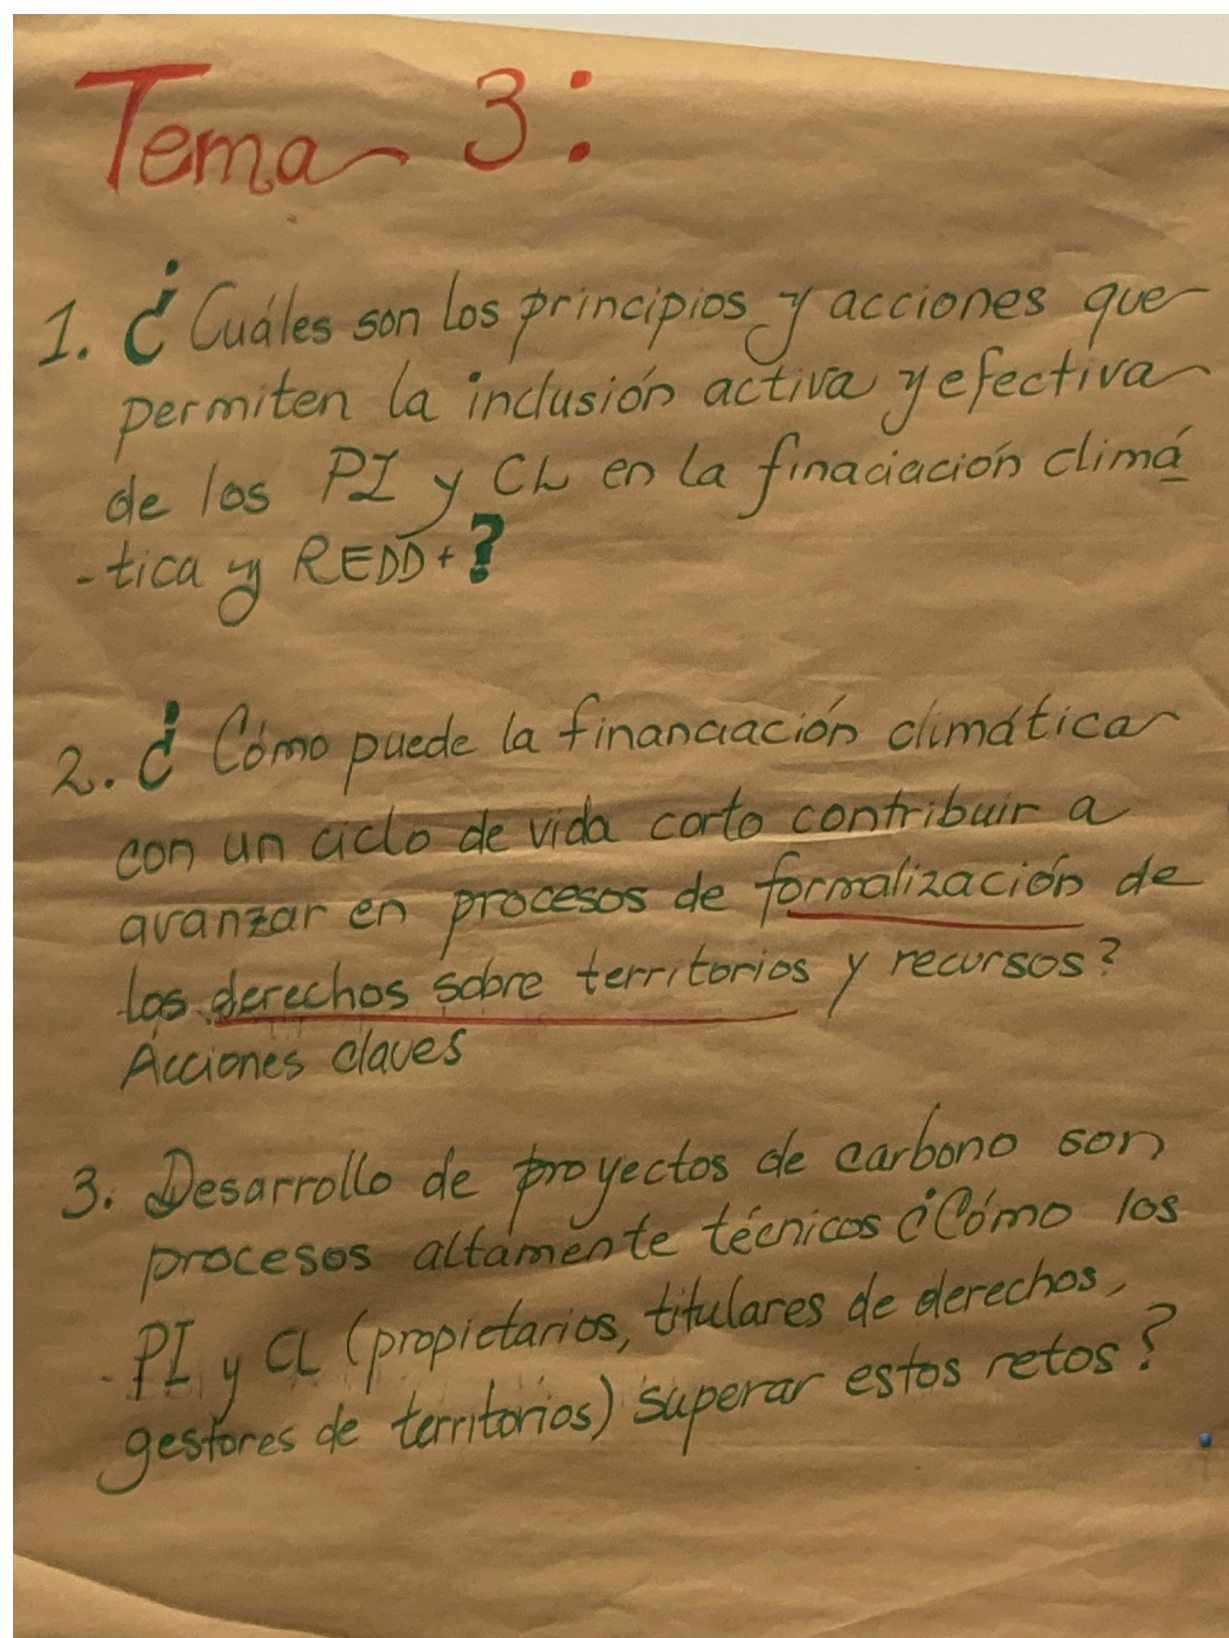 Tema 3:
1. ¿Cuáles son los principios y acciones que
permiten la inclusión activa y efectiva
de los PI y CL en la finaciación climá
-tica y REDD+?
2. ¿Cómo puede la financiación climática
con un ciclo de vida corto contribuir a
avanzar en procesos de formalización de
los derechos sobre territorios y recursos?
Acciones claves
3. Desarrollo de proyectos de carbono son
procesos altamente técnicos ¿Cómo los
PI y CL (propietarios, titulares de derechos,
gestores de territorios) superar estos retos?